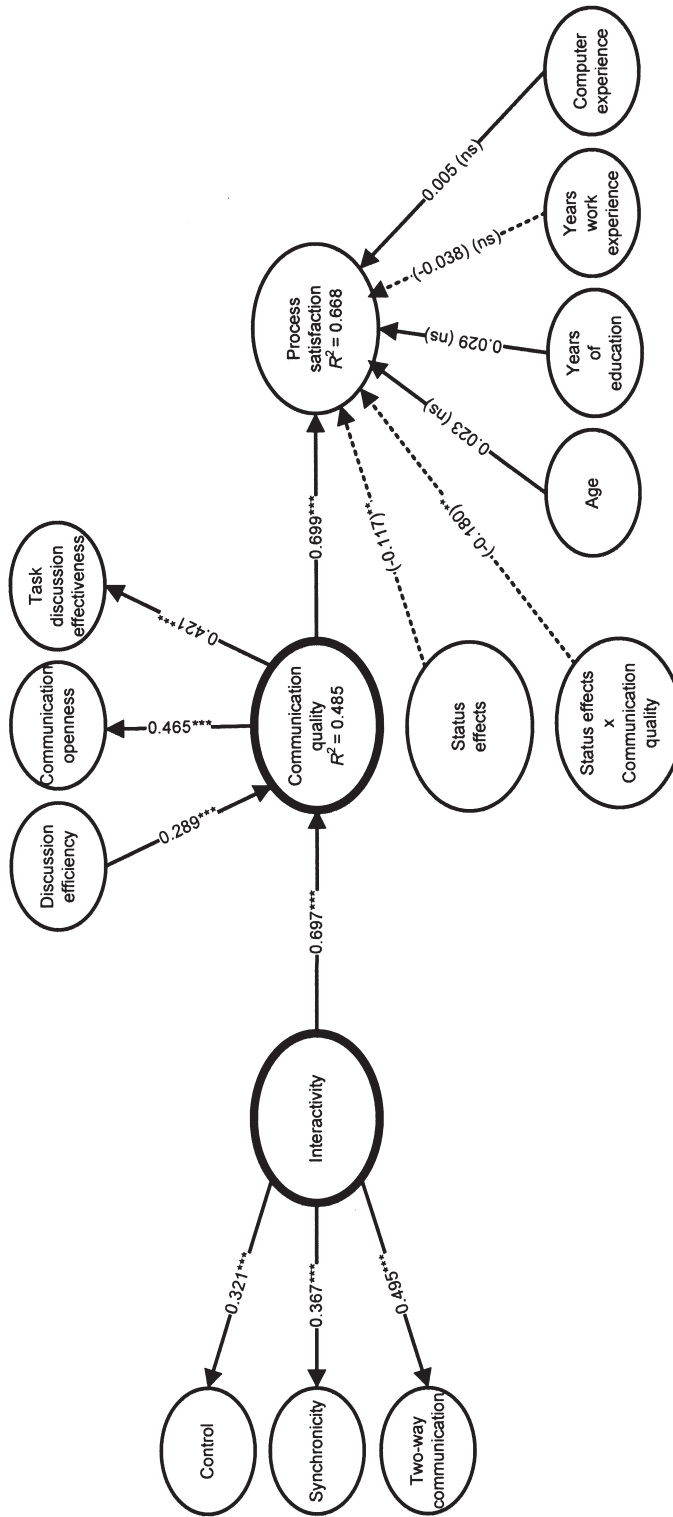 Discussion
efficiency
Communication
openness
Task
discussion
effectiveness
0.289***
0.465***
0.421***
Control
Synchronicity
Two-way
communication
0.321***
0.367***
0.495***
Interactivity
0.697***
Communication
quality
R² = 0.485
0.699***
Process
satisfaction
R² = 0.668
(-0.117)**
(-0.180)**
0.023 (ns)
0.029 (ns)
(-0.038) (ns)
0.005 (ns)
Status
effects
Status effects
x
Communication
quality
Age
Years
of
education
Years
work
experience
Computer
experience